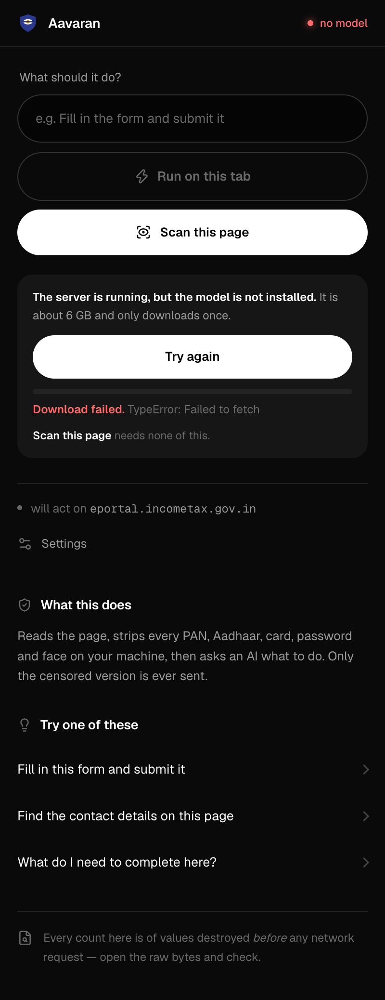 Aavaran
no model
What should it do?
e.g. Fill in the form and submit it
Run on this tab
Scan this page
The server is running, but the model is not installed. It is
about 6 GB and only downloads once.
Try again
Download failed. TypeError: Failed to fetch
Scan this page needs none of this.
will act on eportal.incometax.gov.in
Settings
What this does
Reads the page, strips every PAN, Aadhaar, card, password
and face on your machine, then asks an AI what to do. Only
the censored version is ever sent.
Try one of these
Fill in this form and submit it
Find the contact details on this page
What do I need to complete here?
Every count here is of values destroyed before any network
request — open the raw bytes and check.